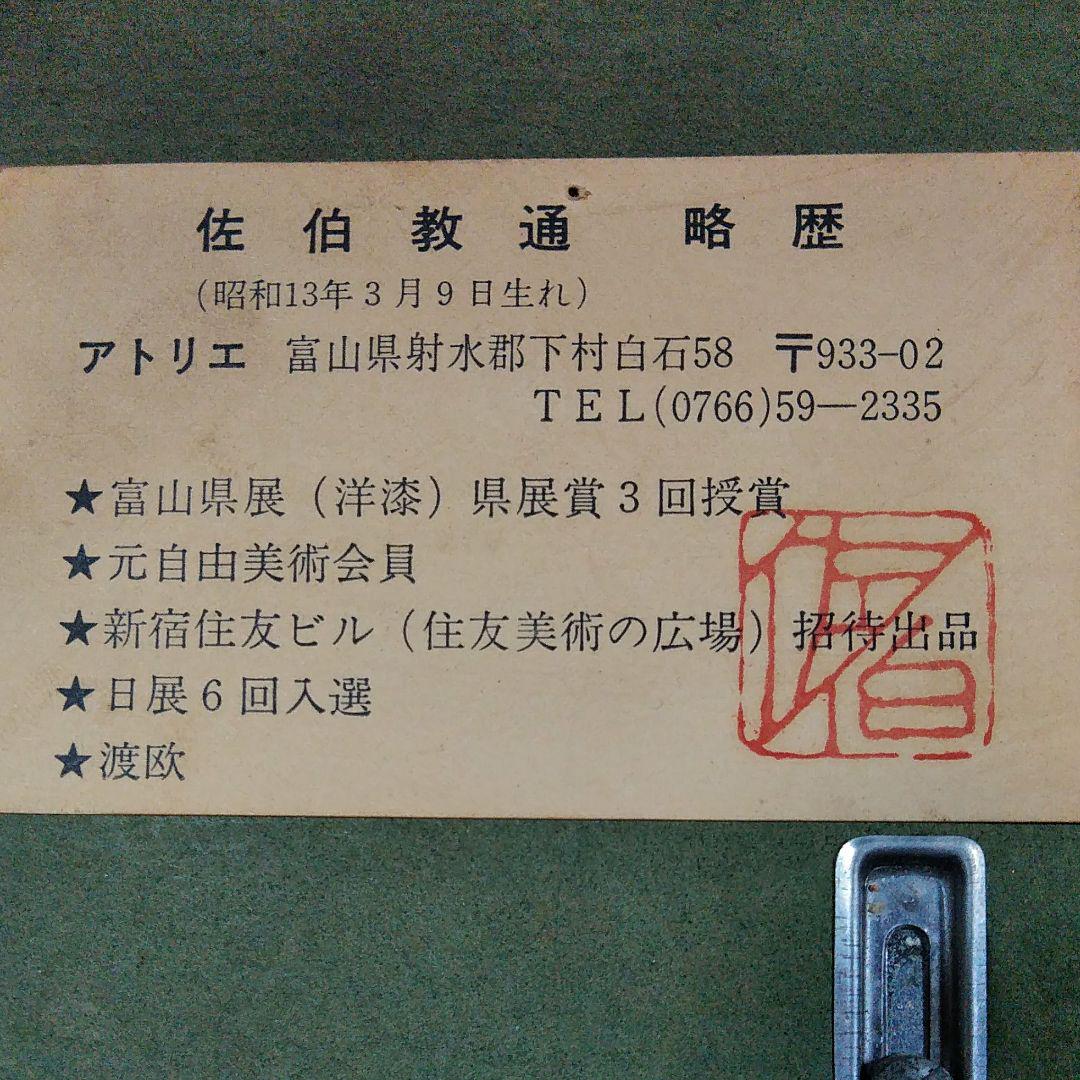 佐伯教通 略歴
(昭和13年3月9日生れ)
アトリエ 富山県射水郡下村白石58 〒933-02
TEL(0766)59—2335
★富山県展(洋漆)県展賞3回授賞
★元自由美術会員
★新宿住友ビル(住友美術の広場)招待出品
★日展6回入選
★渡欧